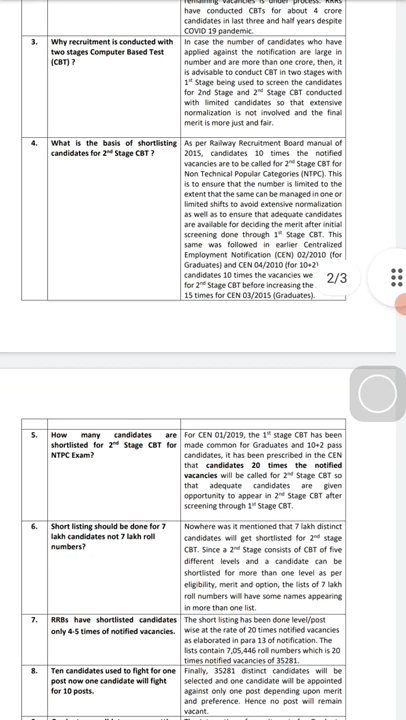 have conducted CBTs for about 4 crore
candidates in last three and half years despite
COVID 19 pandemic.
3. Why recruitment is conducted with
two stages Computer Based Test
(CBT) ?
In case the number of candidates who have
applied against the notification are large in
number and are more than one crore, then, it
is advisable to conduct CBT in two stages with
1st Stage being used to screen the candidates
for 2nd Stage and 2nd Stage CBT conducted
with limited candidates so that extensive
normalization is not involved and the final
merit is more just and fair.
4. What is the basis of shortlisting
candidates for 2nd Stage CBT ?
As per Railway Recruitment Board manual of
2015, candidates 10 times the notified
vacancies are to be called for 2nd Stage CBT for
Non Technical Popular Categories (NTPC). This
is to ensure that the number is limited to the
extent that the same can be managed in one or
limited shifts to avoid extensive normalization
as well as to ensure that adequate candidates
are available for deciding the merit after initial
screening done through 1st Stage CBT. This
same was followed in earlier Centralized
Employment Notification (CEN) 02/2010 (for
Graduates) and CEN 04/2010 (for 10+2)
candidates 10 times the vacancies we
for 2nd Stage CBT before increasing the
15 times for CEN 03/2015 (Graduates).
2/3
5. How many candidates are
shortlisted for 2nd Stage CBT for
NTPC Exam?
For CEN 01/2019, the 1st stage CBT has been
made common for Graduates and 10+2 pass
candidates, it has been prescribed in the CEN
that candidates 20 times the notified
vacancies will be called for 2nd Stage CBT so
that adequate candidates are given
opportunity to appear in 2nd Stage CBT after
screening through 1st Stage CBT.
6. Short listing should be done for 7
lakh candidates not 7 lakh roll
numbers?
Nowhere was it mentioned that 7 lakh distinct
candidates will get shortlisted for 2nd stage
CBT. Since a 2nd Stage consists of CBT of five
different levels and a candidate can be
shortlisted for more than one level as per
eligibility, merit and option, the lists of 7 lakh
roll numbers will have some names appearing
in more than one list.
7. RRBs have shortlisted candidates
only 4-5 times of notified vacancies.
The short listing has been done level/post
wise at the rate of 20 times notified vacancies
as elaborated in para 13 of notification. The
lists contain 7,05,446 roll numbers which is 20
times notified vacancies of 35281.
8. Ten candidates used to fight for one
post now one candidate will fight
for 10 posts.
Finally, 35281 distinct candidates will be
selected and one candidate will be appointed
against only one post depending upon merit
and preference. Hence no post will remain
vacant.